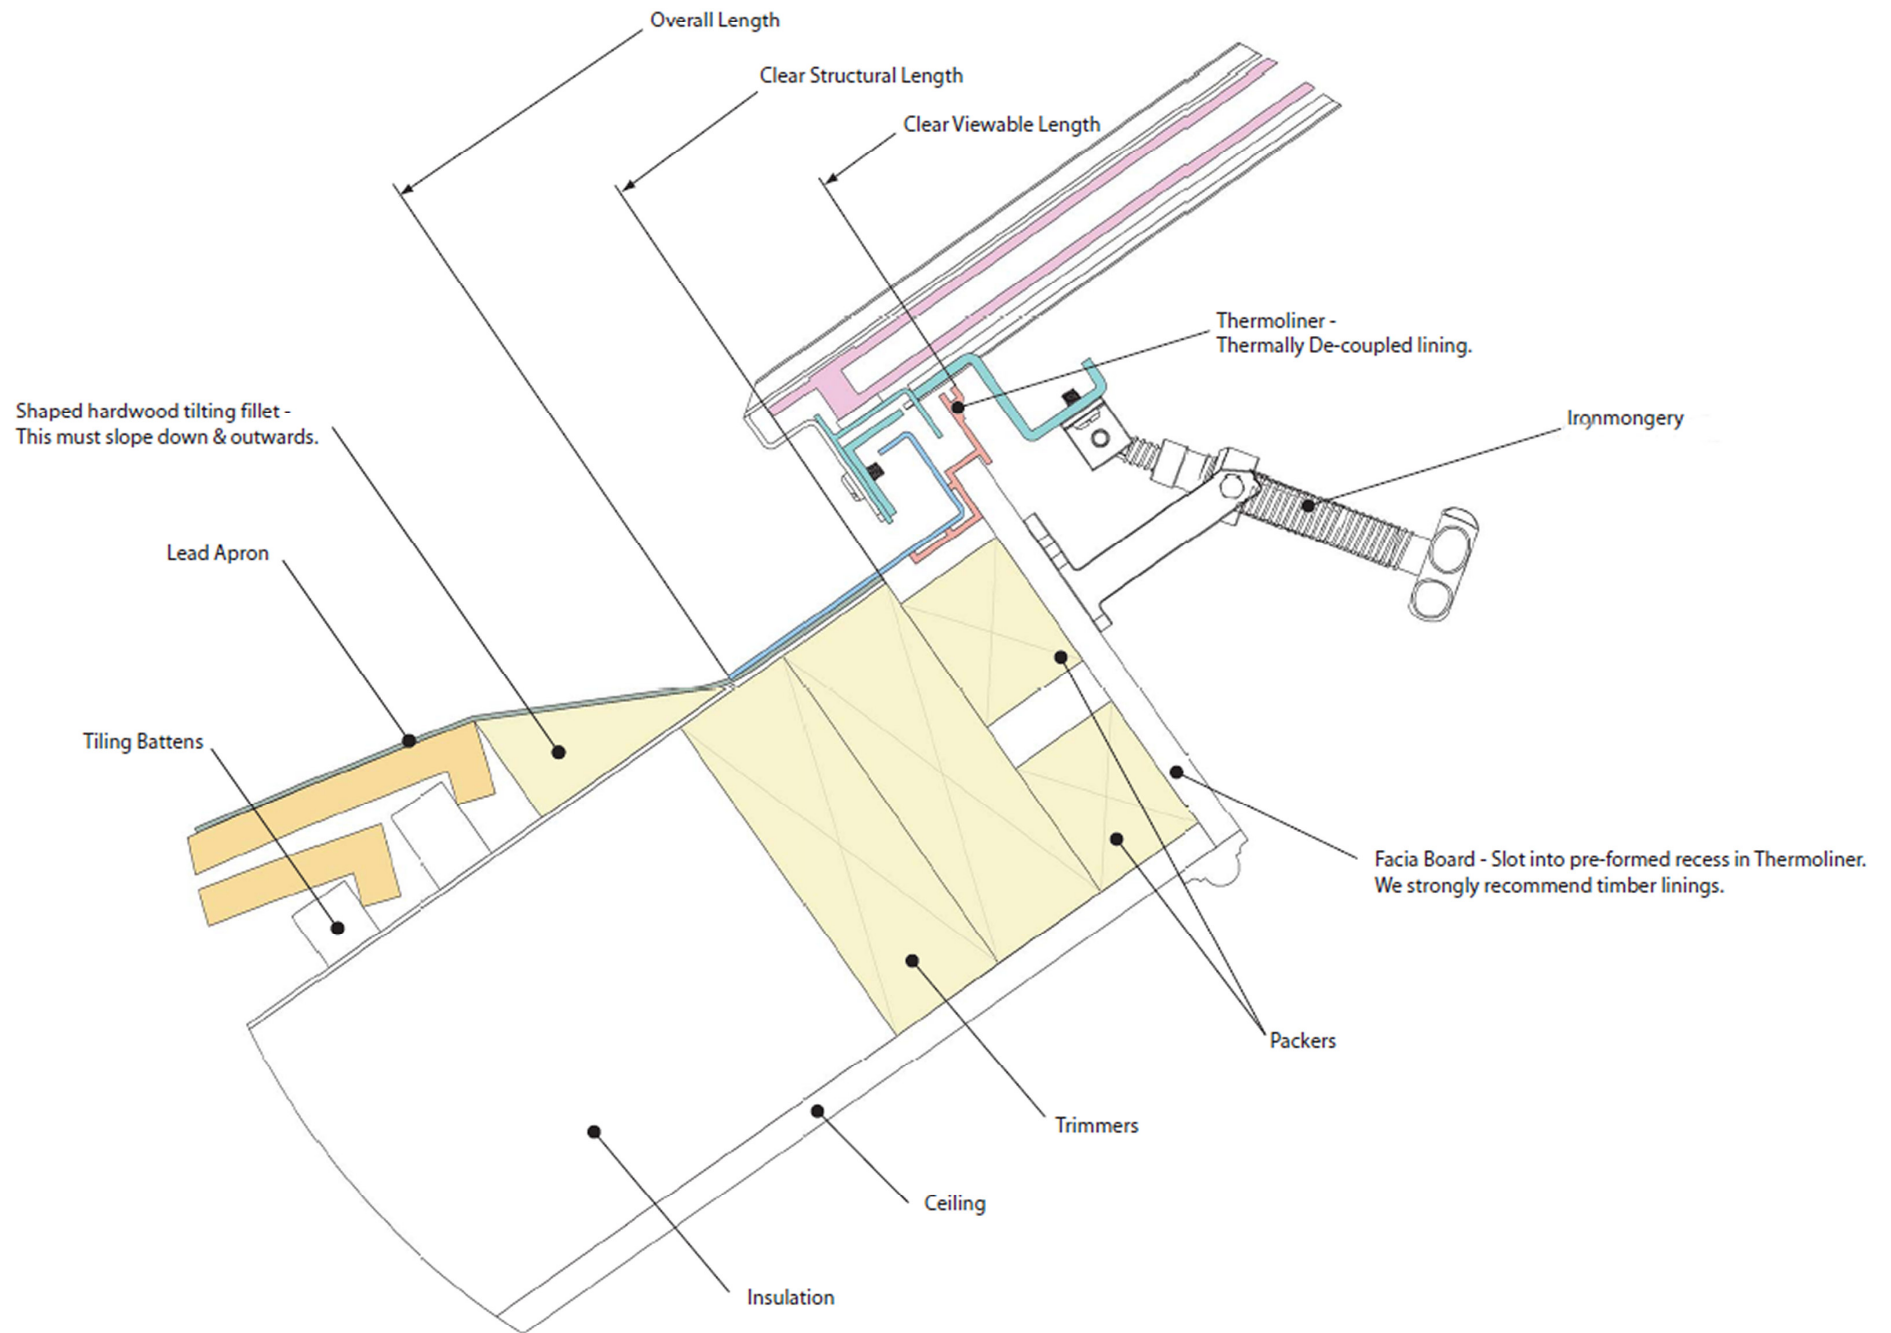 Overall Length
Clear Structural Length
Clear Viewable Length
Thermoliner -
Thermally De-coupled lining.
Shaped hardwood tilting fillet -
This must slope down & outwards.
Ironmongery
Lead Apron
Tiling Battens
Facia Board - Slot into pre-formed recess in Thermoliner.
We strongly recommend timber linings.
Packers
Trimmers
Ceiling
Insulation